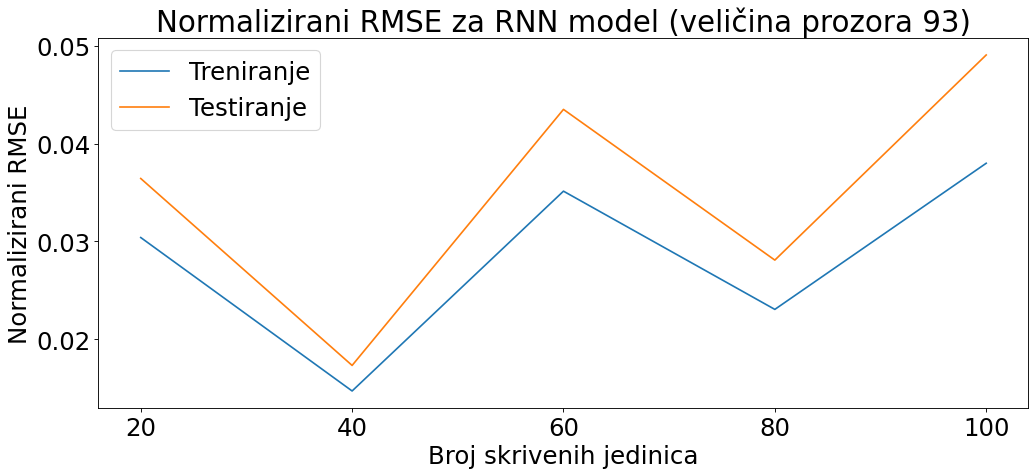 Normalizirani RMSE za RNN model (veličina prozora 93)
Treniranje
Testiranje
Normalizirani RMSE
0.05
0.04
0.03
0.02
20 40 60 80 100
Broj skrivenih jedinica